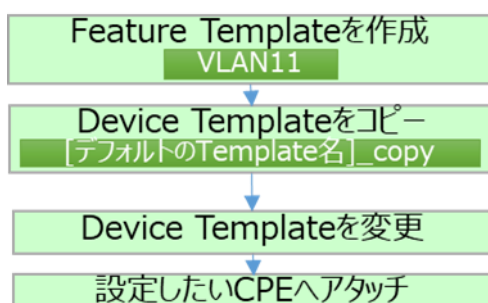 Feature Templateを作成
VLAN11
Device Templateをコピー
[デフォルトのTemplate名]_copy
Device Templateを変更
設定したいCPEへアタッチ